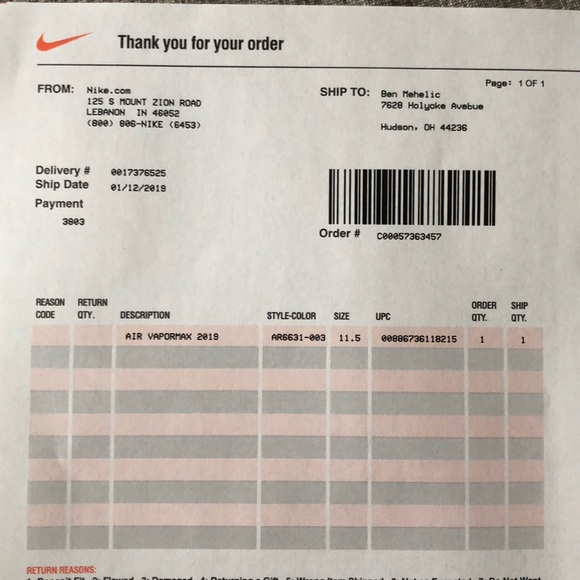 Thank you for your order
Page: 1 OF 1
FROM: Nike.com
125 S MOUNT ZION ROAD
LEBANON IN 46052
(800) 806-NIKE (6453)
SHIP TO: Ben Mehelic
7628 Holyoke Avebue
Hudson, OH 44236
Delivery # 0017376525
Ship Date 01/12/2019
Payment
3803
Order # C00057363457
REASON CODE RETURN QTY. DESCRIPTION STYLE-COLOR SIZE UPC ORDER QTY. SHIP QTY.
AIR VAPORMAX 2019 AR6631-003 11.5 00886736118215 1 1
RETURN REASONS: